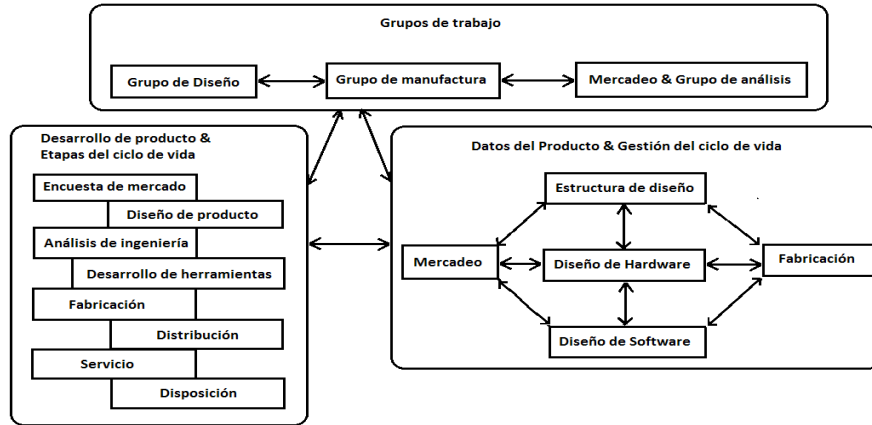 Grupos de trabajo
Grupo de Diseño
Grupo de manufactura
Mercadeo & Grupo de análisis
Desarrollo de producto &
Etapas del ciclo de vida
Encuesta de mercado
Diseño de producto
Análisis de ingeniería
Desarrollo de herramientas
Fabricación
Distribución
Servicio
Disposición
Datos del Producto & Gestión del ciclo de vida
Estructura de diseño
Mercadeo
Diseño de Hardware
Fabricación
Diseño de Software